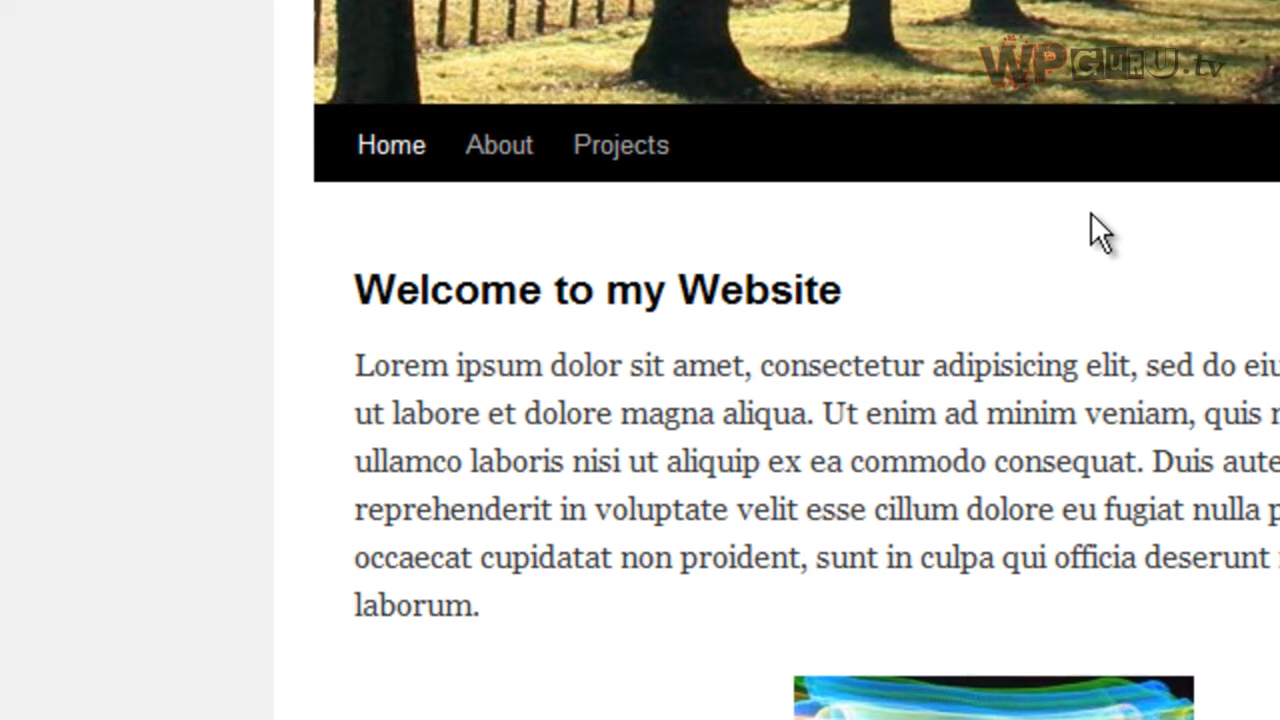 WPGURU.tv
Home About Projects
Welcome to my Website
Lorem ipsum dolor sit amet, consectetur adipisicing elit, sed do eiu
ut labore et dolore magna aliqua. Ut enim ad minim veniam, quis
ullamco laboris nisi ut aliquip ex ea commodo consequat. Duis aute
reprehenderit in voluptate velit esse cillum dolore eu fugiat nulla p
occaecat cupidatat non proident, sunt in culpa qui officia deserunt
laborum.